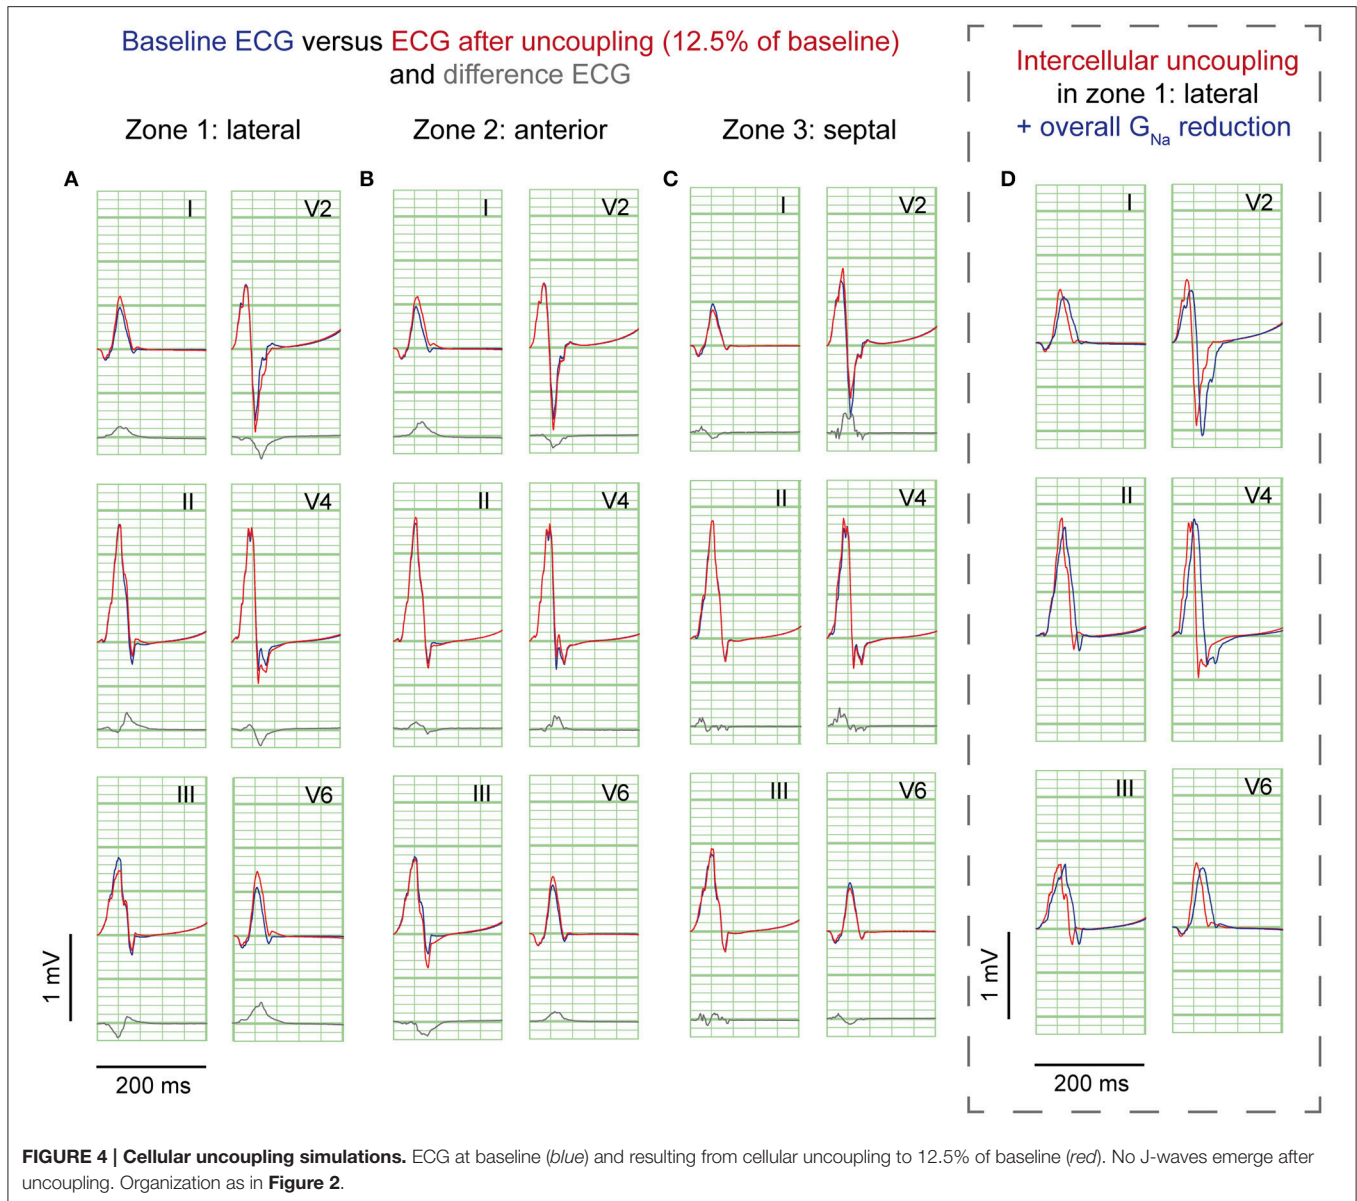 Baseline ECG versus ECG after uncoupling (12.5% of baseline)
and difference ECG
Zone 1: lateral
Zone 2: anterior
Zone 3: septal
Intercellular uncoupling
in zone 1: lateral
+ overall GNa reduction
A
I
V2
II
V4
III
V6
1 mV
200 ms
B
I
V2
II
V4
III
V6
C
I
V2
II
V4
III
V6
D
I
V2
II
V4
III
V6
1 mV
200 ms
FIGURE 4 | Cellular uncoupling simulations. ECG at baseline (blue) and resulting from cellular uncoupling to 12.5% of baseline (red). No J-waves emerge after
uncoupling. Organization as in Figure 2.